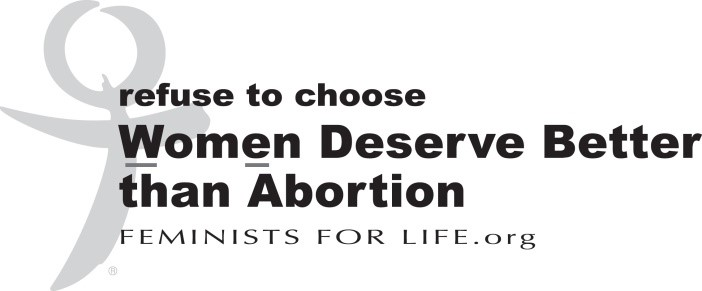 refuse to choose
Women Deserve Better
than Abortion
FEMINISTS FOR LIFE.org
®